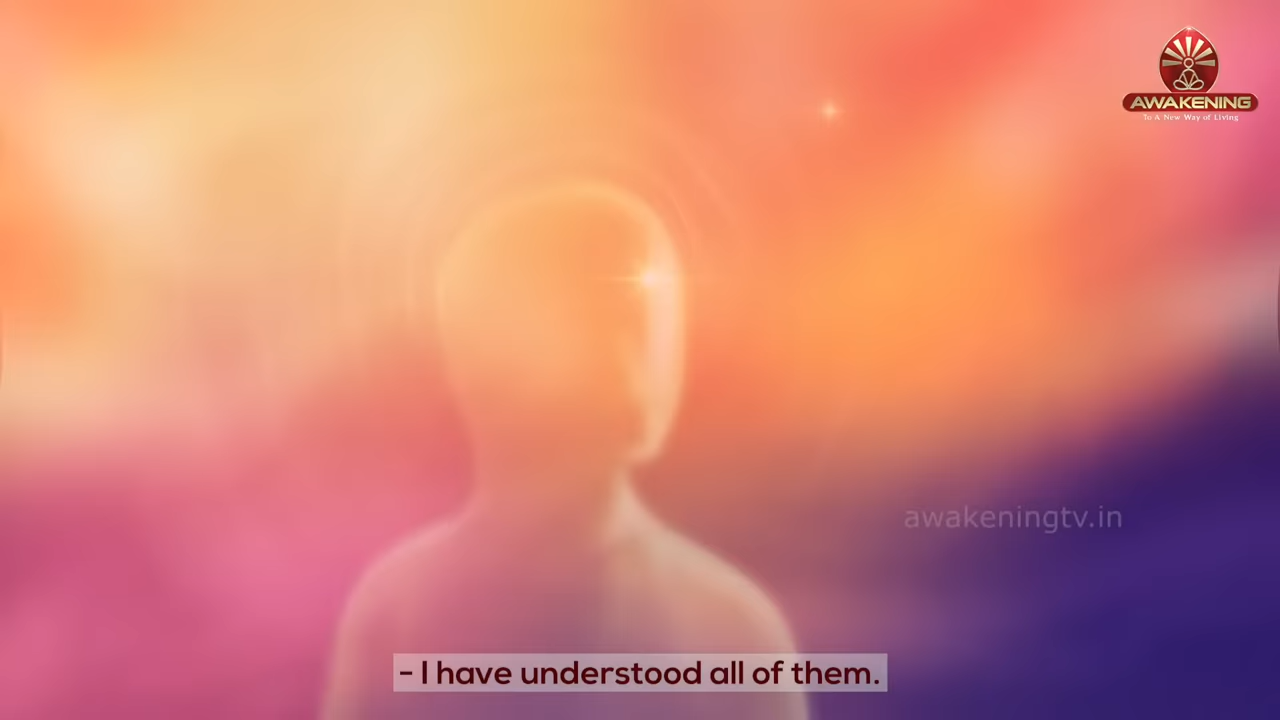 AWAKENING
To A New Way of Living
awakeningtv.in
- I have understood all of them.